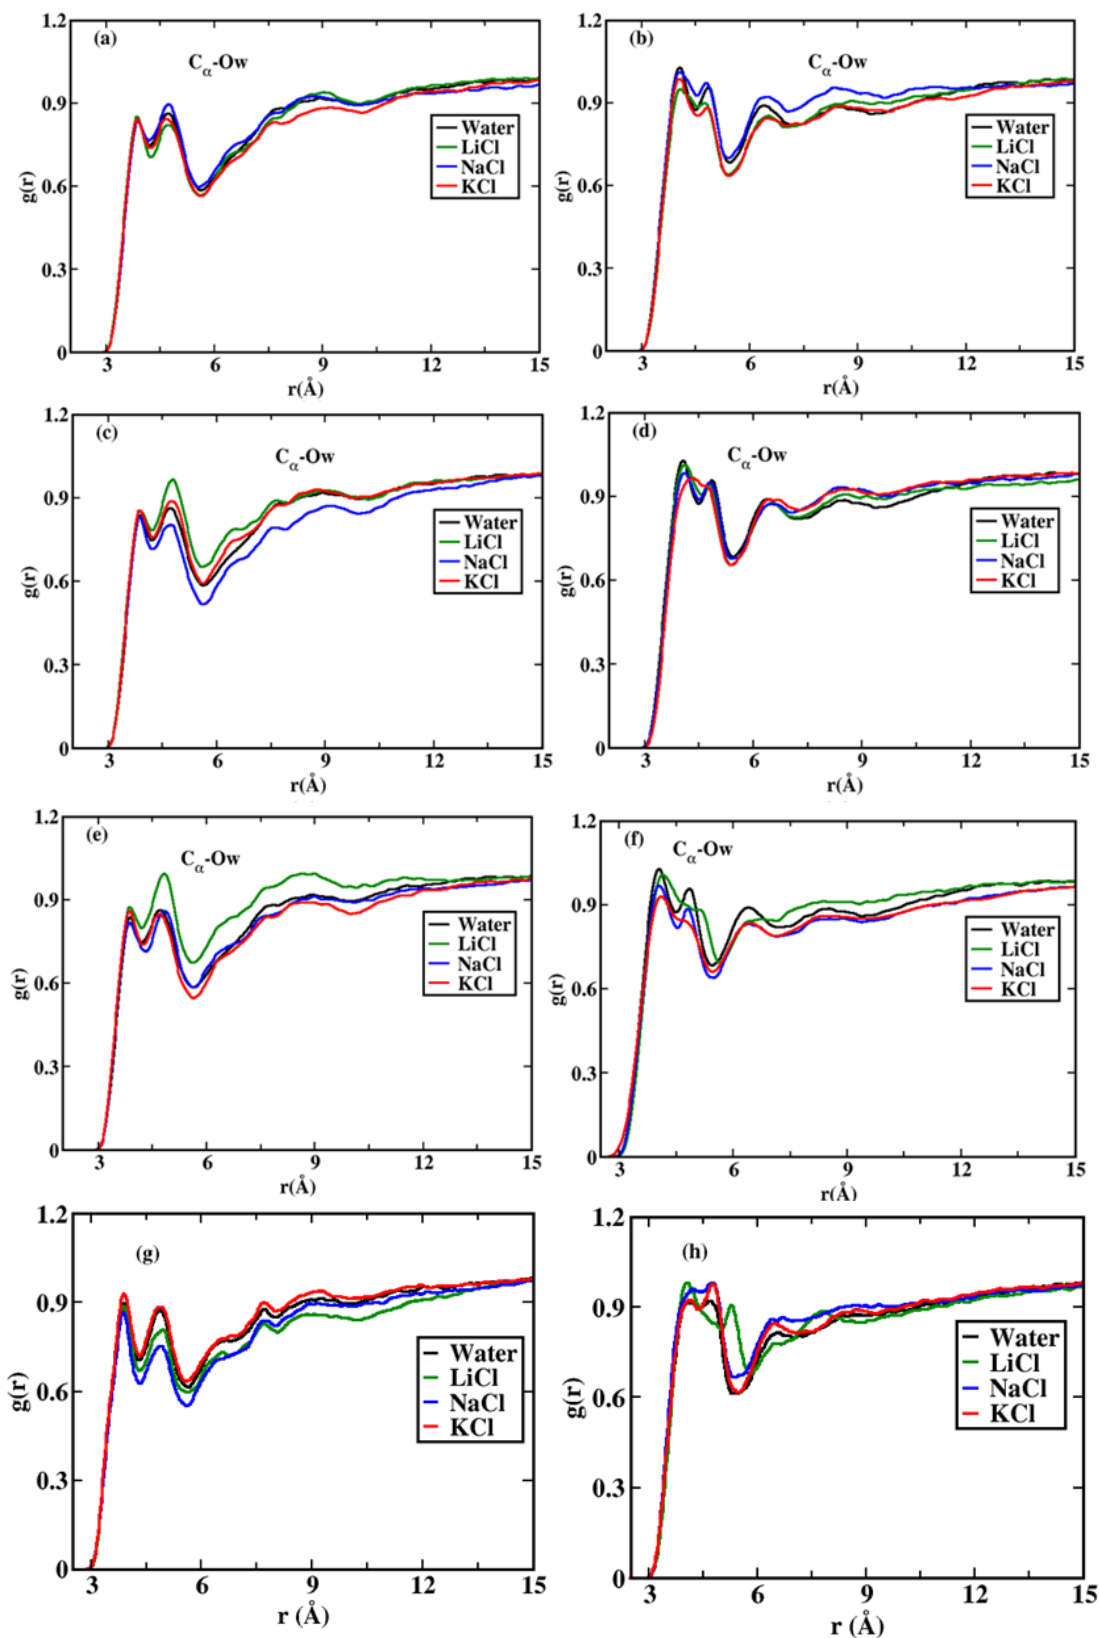 (a)
Cα-Ow
1.2
0.9
0.6
0.3
0
g(r)
Water
LiCl
NaCl
KCl
3 6 9 12 15
r(Å)
(b)
Cα-Ow
1.2
0.9
0.6
0.3
0
g(r)
Water
LiCl
NaCl
KCl
3 6 9 12 15
r(Å)
(c)
Cα-Ow
1.2
0.9
0.6
0.3
0
g(r)
Water
LiCl
NaCl
KCl
3 6 9 12 15
r(Å)
(d)
Cα-Ow
1.2
0.9
0.6
0.3
0
g(r)
Water
LiCl
NaCl
KCl
3 6 9 12 15
r(Å)
(e)
Cα-Ow
1.2
0.9
0.6
0.3
0
g(r)
Water
LiCl
NaCl
KCl
3 6 9 12 15
r(Å)
(f)
Cα-Ow
1.2
0.9
0.6
0.3
0
g(r)
Water
LiCl
NaCl
KCl
3 6 9 12 15
r(Å)
(g)
1.2
0.9
0.6
0.3
0
g(r)
Water
LiCl
NaCl
KCl
3 6 9 12 15
r (Å)
(h)
1.2
0.9
0.6
0.3
0
g(r)
Water
LiCl
NaCl
KCl
3 6 9 12 15
r (Å)